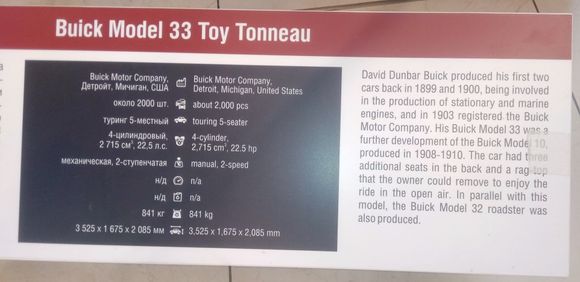 Buick Model 33 Toy Tonneau
а
-
и
-
и
Buick Motor Company,
Детройт, Мичиган, США
Buick Motor Company,
Detroit, Michigan, United States
около 2000 шт.
about 2,000 pcs
туринг 5-местный
touring 5-seater
4-цилиндровый,
2 715 см³, 22,5 л.с.
4-cylinder,
2,715 cm³, 22.5 hp
механическая, 2-ступенчатая
manual, 2-speed
н/д
n/a
н/д
n/a
841 кг
841 kg
3 525 x 1 675 x 2 085 мм
3,525 x 1,675 x 2,085 mm
David Dunbar Buick produced his first two
cars back in 1899 and 1900, being involved
in the production of stationary and marine
engines, and in 1903 registered the Buick
Motor Company. His Buick Model 33 was a
further development of the Buick Model 10,
produced in 1908-1910. The car had three
additional seats in the back and a rag top
that the owner could remove to enjoy the
ride in the open air. In parallel with this
model, the Buick Model 32 roadster was
also produced.